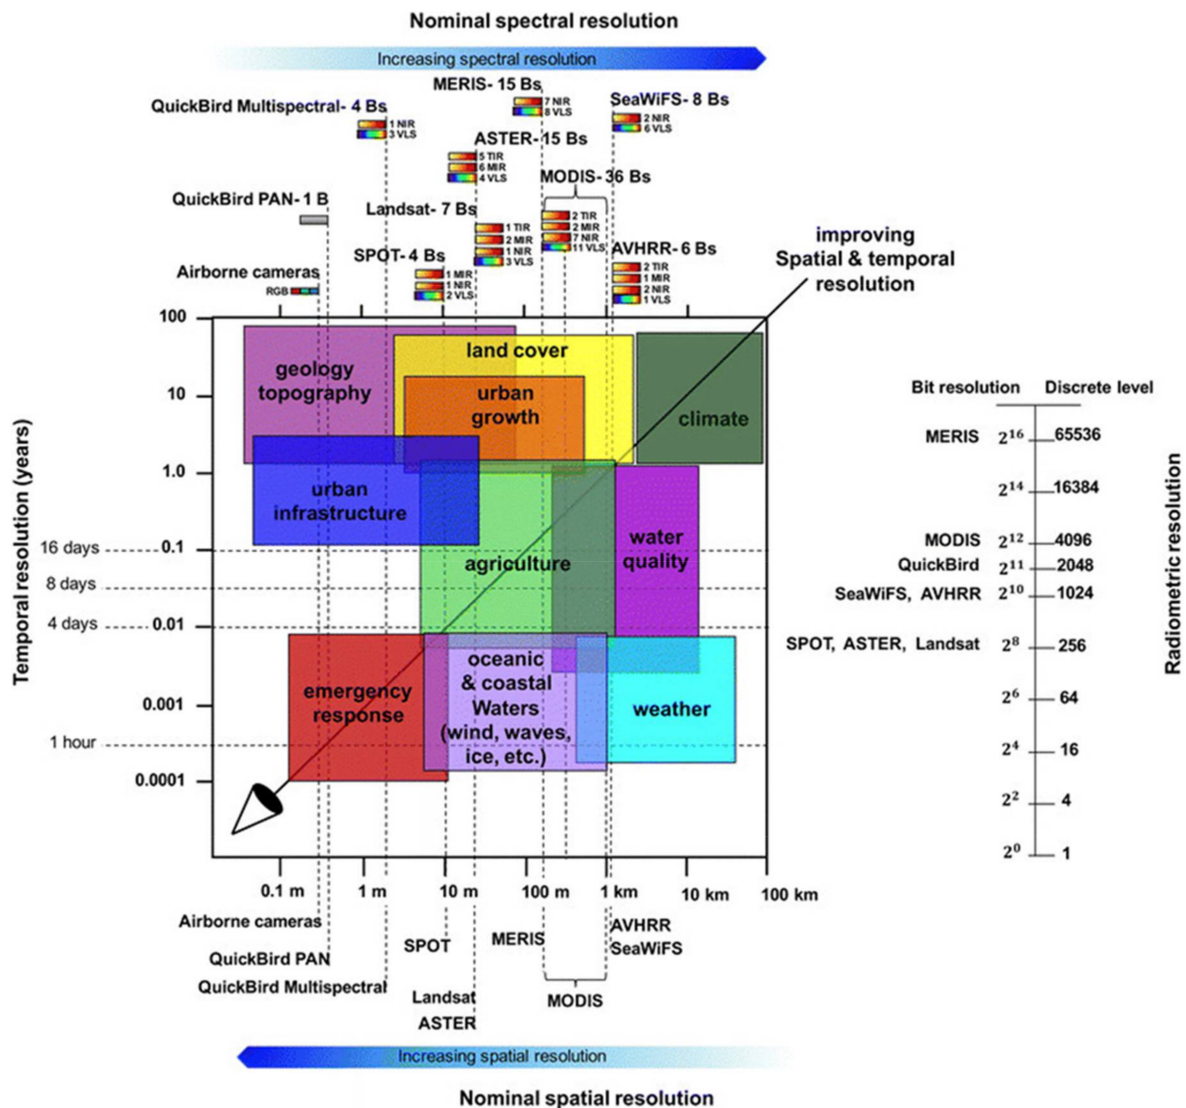 Nominal spectral resolution
Increasing spectral resolution
MERIS- 15 Bs
7 NIR
8 VLS
QuickBird Multispectral- 4 Bs
1 NIR
3 VLS
SeaWiFS- 8 Bs
2 NIR
6 VLS
ASTER- 15 Bs
5 TIR
6 MIR
4 VLS
MODIS- 36 Bs
2 TIR
2 MIR
7 NIR
11 VLS
QuickBird PAN- 1 B
Landsat- 7 Bs
1 TIR
2 MIR
1 NIR
3 VLS
SPOT- 4 Bs
1 MIR
1 NIR
2 VLS
AVHRR- 6 Bs
2 TIR
1 MIR
2 NIR
1 VLS
Airborne cameras
RGB
improving
Spatial & temporal
resolution
Temporal resolution (years)
100
10
1.0
0.1
0.01
0.001
0.0001
16 days
8 days
4 days
1 hour
geology
topography
land cover
urban
growth
climate
urban
infrastructure
agriculture
water
quality
emergency
response
oceanic
& coastal
Waters
(wind, waves,
ice, etc.)
weather
0.1 m
1 m
10 m
100 m
1 km
10 km
100 km
Airborne cameras
QuickBird PAN
QuickBird Multispectral
SPOT
Landsat
ASTER
MERIS
MODIS
AVHRR
SeaWiFS
Increasing spatial resolution
Nominal spatial resolution
Bit resolution Discrete level
MERIS 2¹⁶ 65536
2¹⁴ 16384
MODIS 2¹² 4096
QuickBird 2¹¹ 2048
SeaWiFS, AVHRR 2¹⁰ 1024
SPOT, ASTER, Landsat 2⁸ 256
2⁶ 64
2⁴ 16
2² 4
2⁰ 1
Radiometric resolution